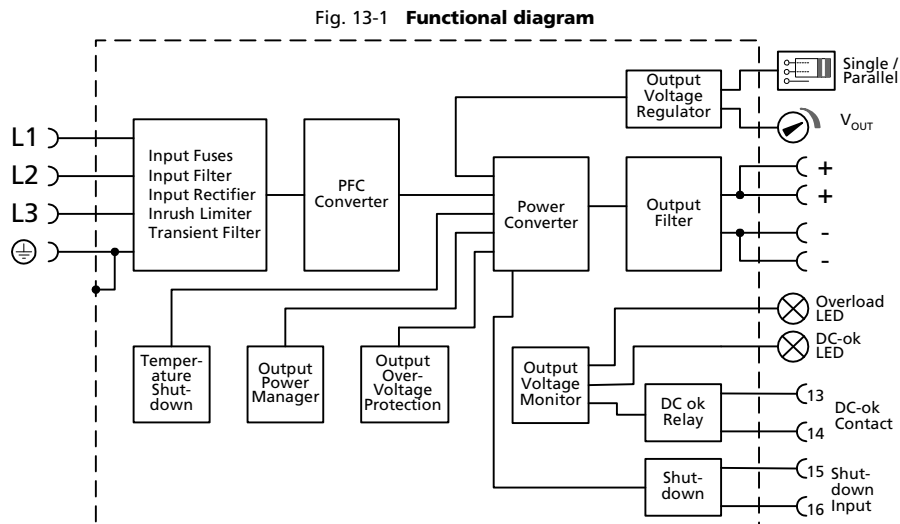 Fig. 13-1 Functional diagram
Single /
Parallel
Output
Voltage
Regulator
V OUT
L1
L2
L3
Input Fuses
Input Filter
Input Rectifier
Inrush Limiter
Transient Filter
PFC
Converter
Power
Converter
Output
Filter
+
+
-
-
Temper-
ature
Shut-
down
Output
Power
Manager
Output
Over-
Voltage
Protection
Output
Voltage
Monitor
Overload
LED
DC-ok
LED
DC ok
Relay
13
14
DC-ok
Contact
Shut-
down
15
16
Shut-
down
Input